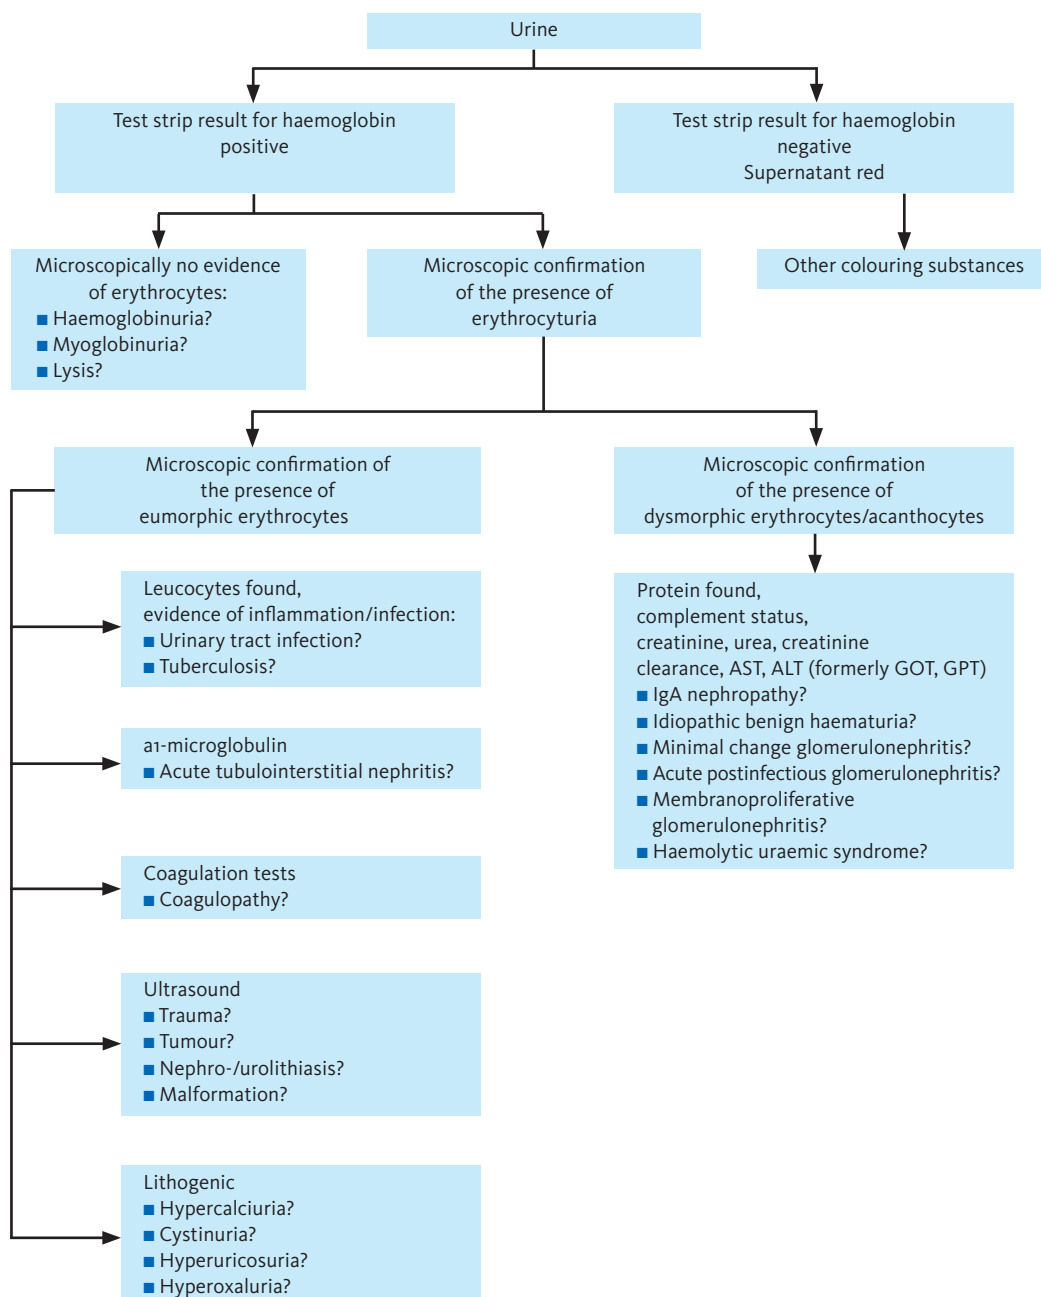 Urine
Test strip result for haemoglobin
positive
Test strip result for haemoglobin
negative
Supernatant red
Microscopically no evidence
of erythrocytes:
■ Haemoglobinuria?
■ Myoglobinuria?
■ Lysis?
Microscopic confirmation
of the presence of
erythrocyturia
Other colouring substances
Microscopic confirmation of
the presence of
eumorphic erythrocytes
Microscopic confirmation
of the presence of
dysmorphic erythrocytes/acanthocytes
Leucocytes found,
evidence of inflammation/infection:
■ Urinary tract infection?
■ Tuberculosis?
α1-microglobulin
■ Acute tubulointerstitial nephritis?
Coagulation tests
■ Coagulopathy?
Ultrasound
■ Trauma?
■ Tumour?
■ Nephro-/urolithiasis?
■ Malformation?
Lithogenic
■ Hypercalciuria?
■ Cystinuria?
■ Hyperuricosuria?
■ Hyperoxaluria?
Protein found,
complement status,
creatinine, urea, creatinine
clearance, AST, ALT (formerly GOT, GPT)
■ IgA nephropathy?
■ Idiopathic benign haematuria?
■ Minimal change glomerulonephritis?
■ Acute postinfectious glomerulonephritis?
■ Membranoproliferative
glomerulonephritis?
■ Haemolytic uraemic syndrome?